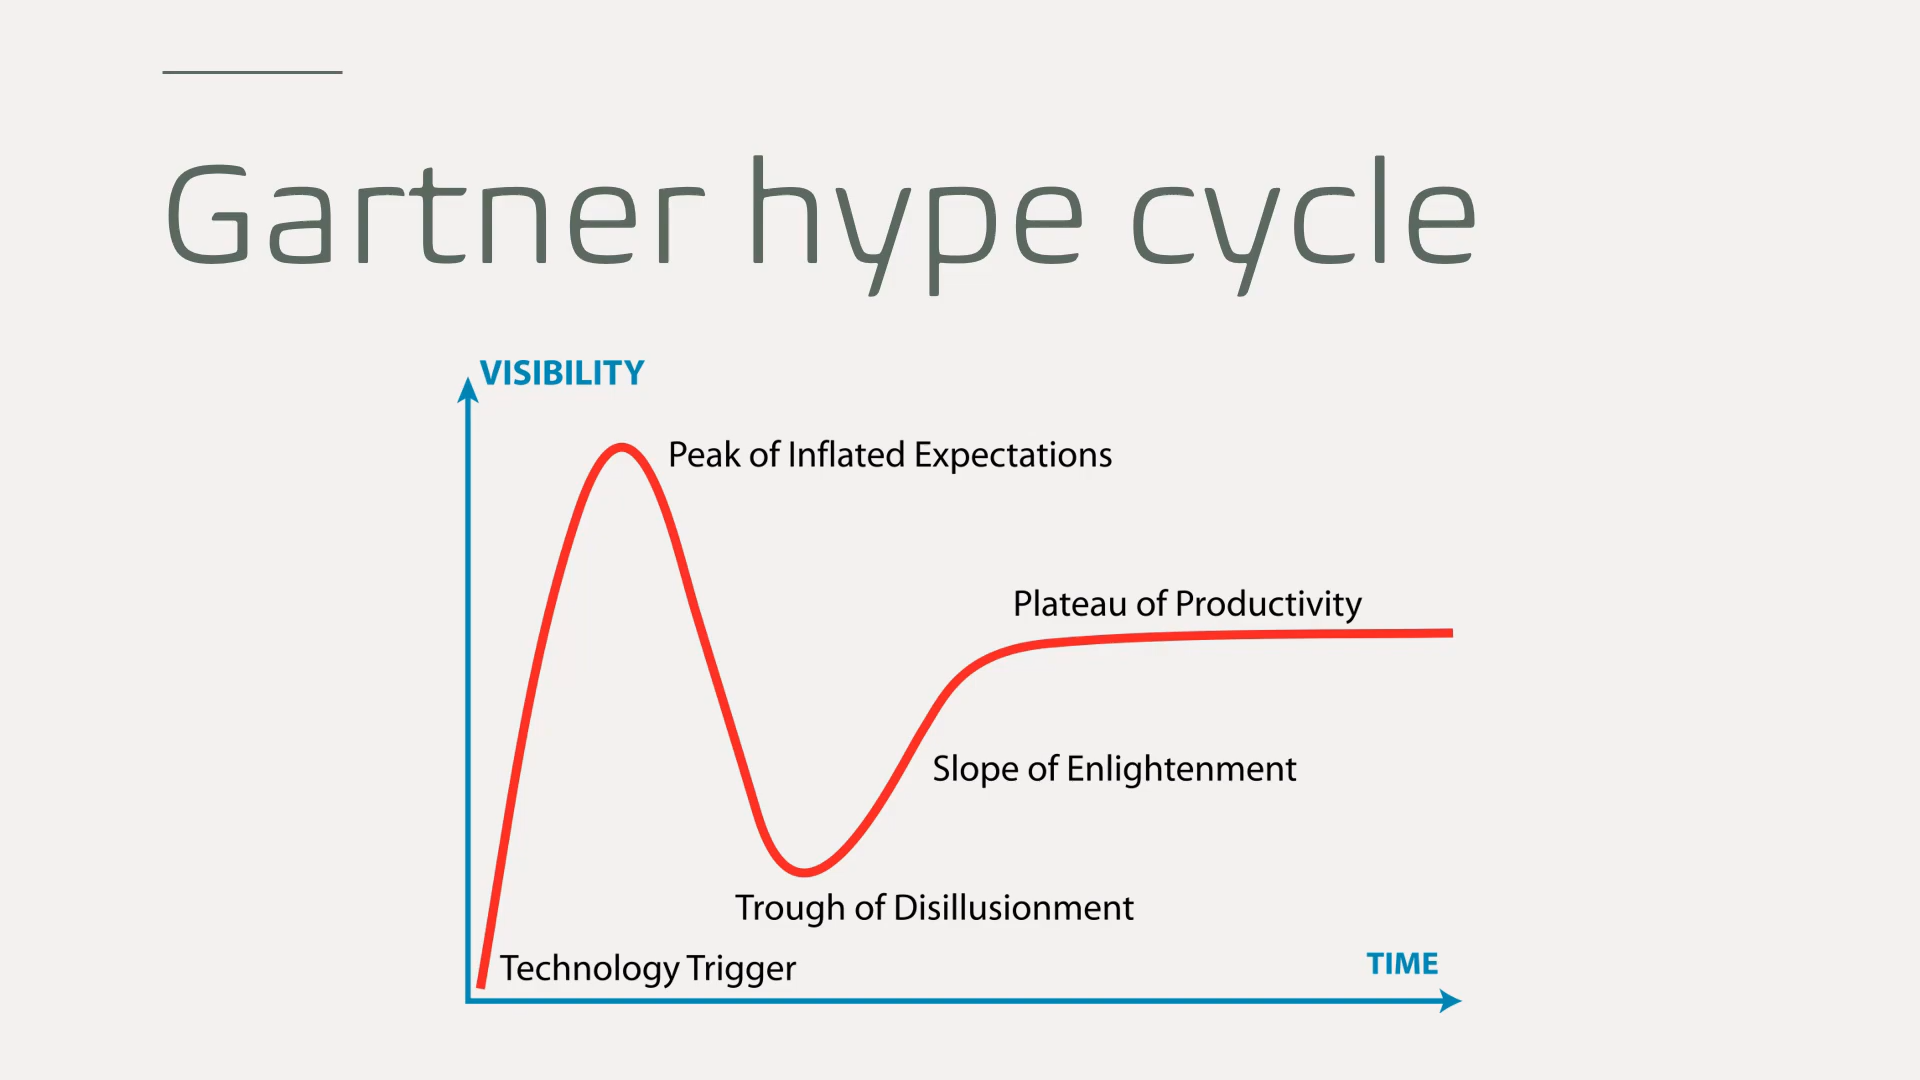 Gartner hype cycle
VISIBILITY
Peak of Inflated Expectations
Plateau of Productivity
Slope of Enlightenment
Trough of Disillusionment
Technology Trigger
TIME